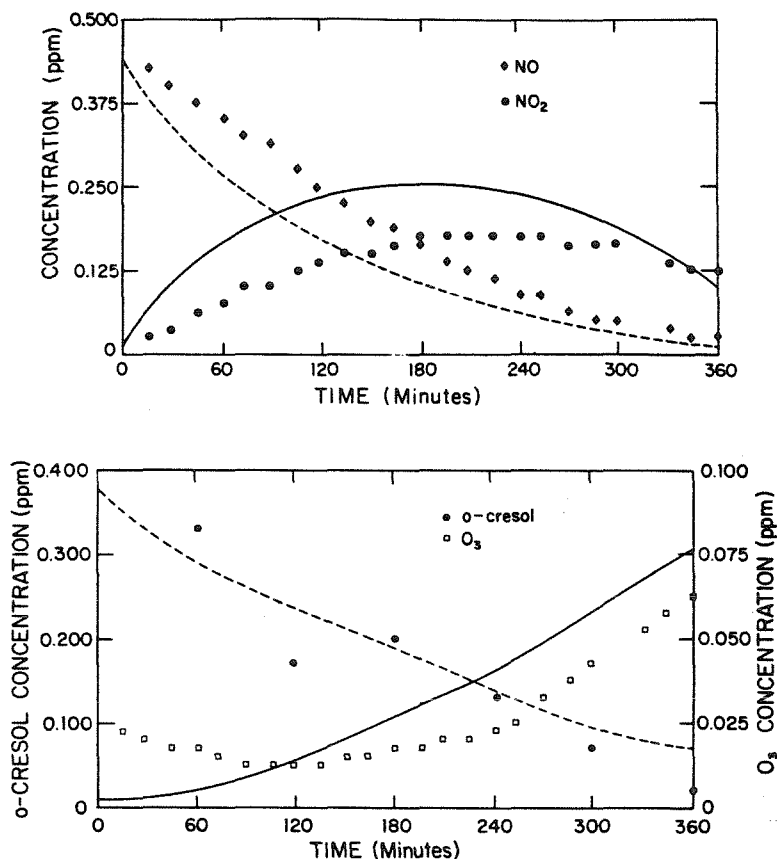 0.500
0.375
0.250
0.125
0
CONCENTRATION (ppm)
NO
NO₂
0 60 120 180 240 300 360
TIME (Minutes)
0.400
0.300
0.200
0.100
0
o-CRESOL CONCENTRATION (ppm)
o-cresol
O₃
0.100
0.075
0.050
0.025
0.000
O₃ CONCENTRATION (ppm)
0 60 120 180 240 300 360
TIME (Minutes)